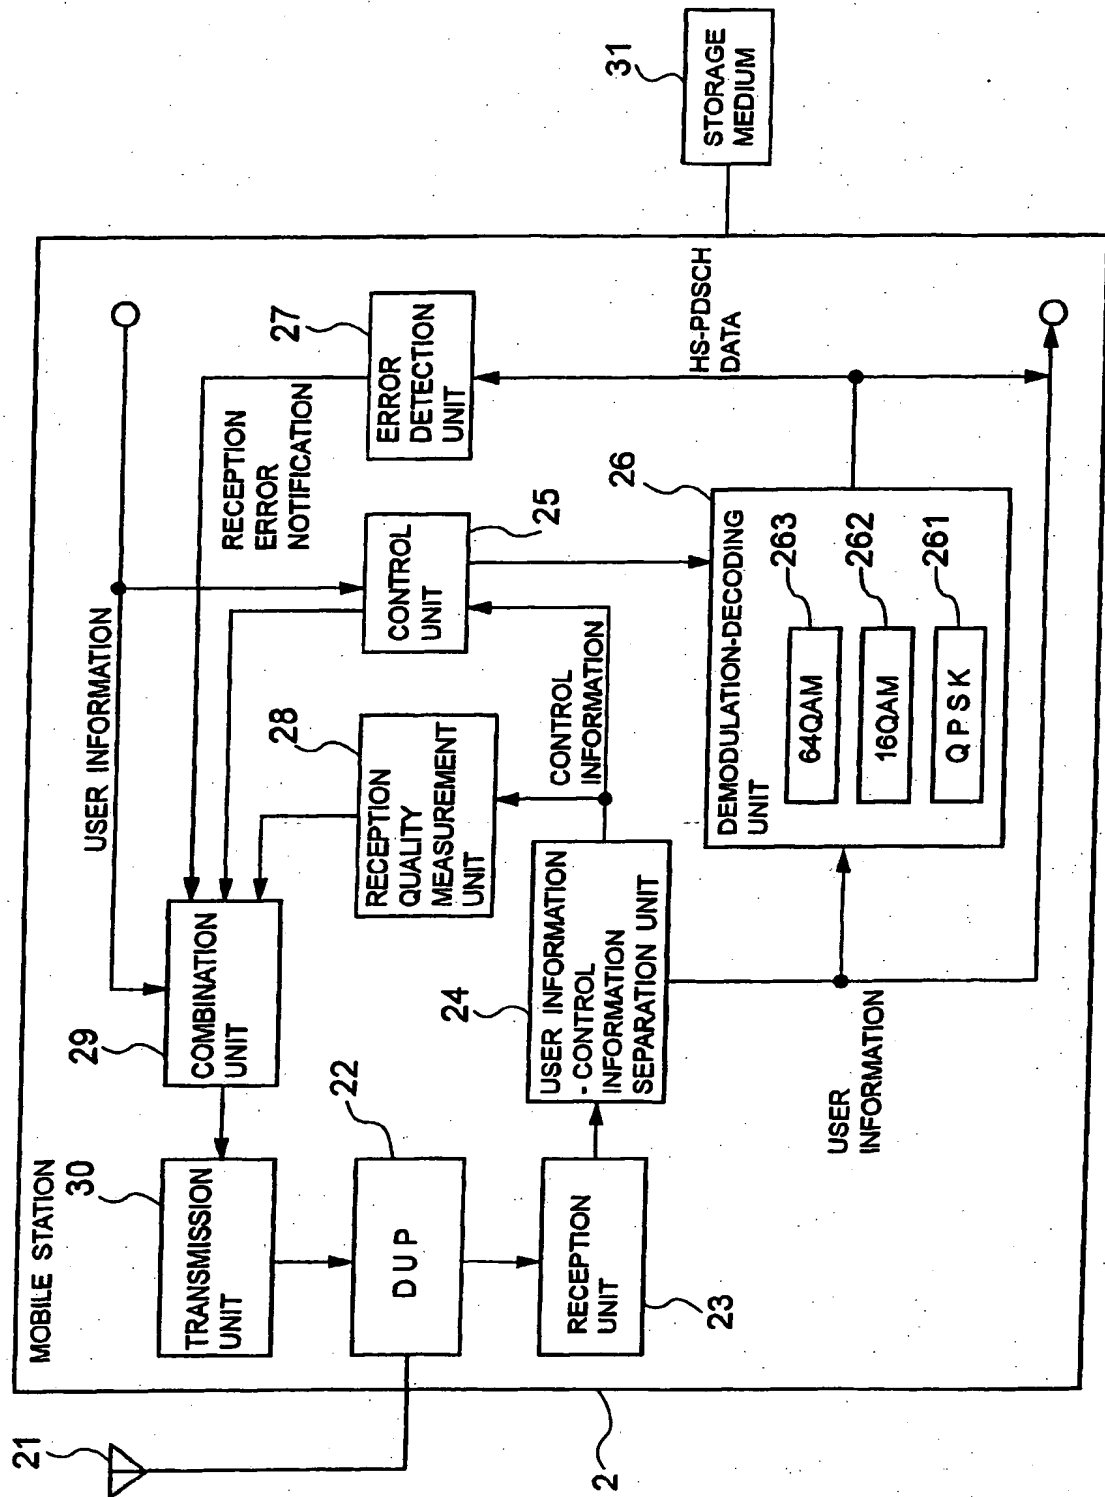 MOBILE STATION
21
2
30
TRANSMISSION
UNIT
22
DUP
RECEPTION
UNIT
23
29
COMBINATION
UNIT
USER INFORMATION
24
USER INFORMATION
- CONTROL
INFORMATION
SEPARATION UNIT
USER
INFORMATION
28
RECEPTION
QUALITY
MEASUREMENT
UNIT
CONTROL
INFORMATION
RECEPTION
ERROR
NOTIFICATION
CONTROL
UNIT
25
27
ERROR
DETECTION
UNIT
26
DEMODULATION-DECODING
UNIT
64QAM
263
16QAM
262
QPSK
261
HS-PDSCH
DATA
31
STORAGE
MEDIUM